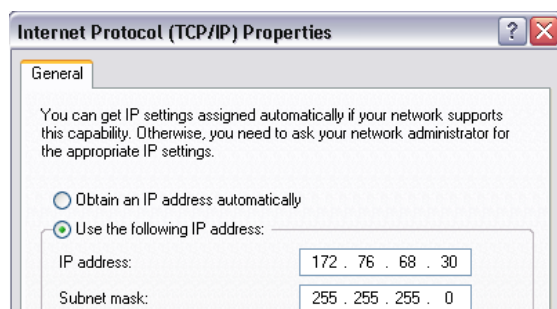 Internet Protocol (TCP/IP) Properties
General
You can get IP settings assigned automatically if your network supports
this capability. Otherwise, you need to ask your network administrator for
the appropriate IP settings.
Obtain an IP address automatically
Use the following IP address:
IP address: 172 . 76 . 68 . 30
Subnet mask: 255 . 255 . 255 . 0